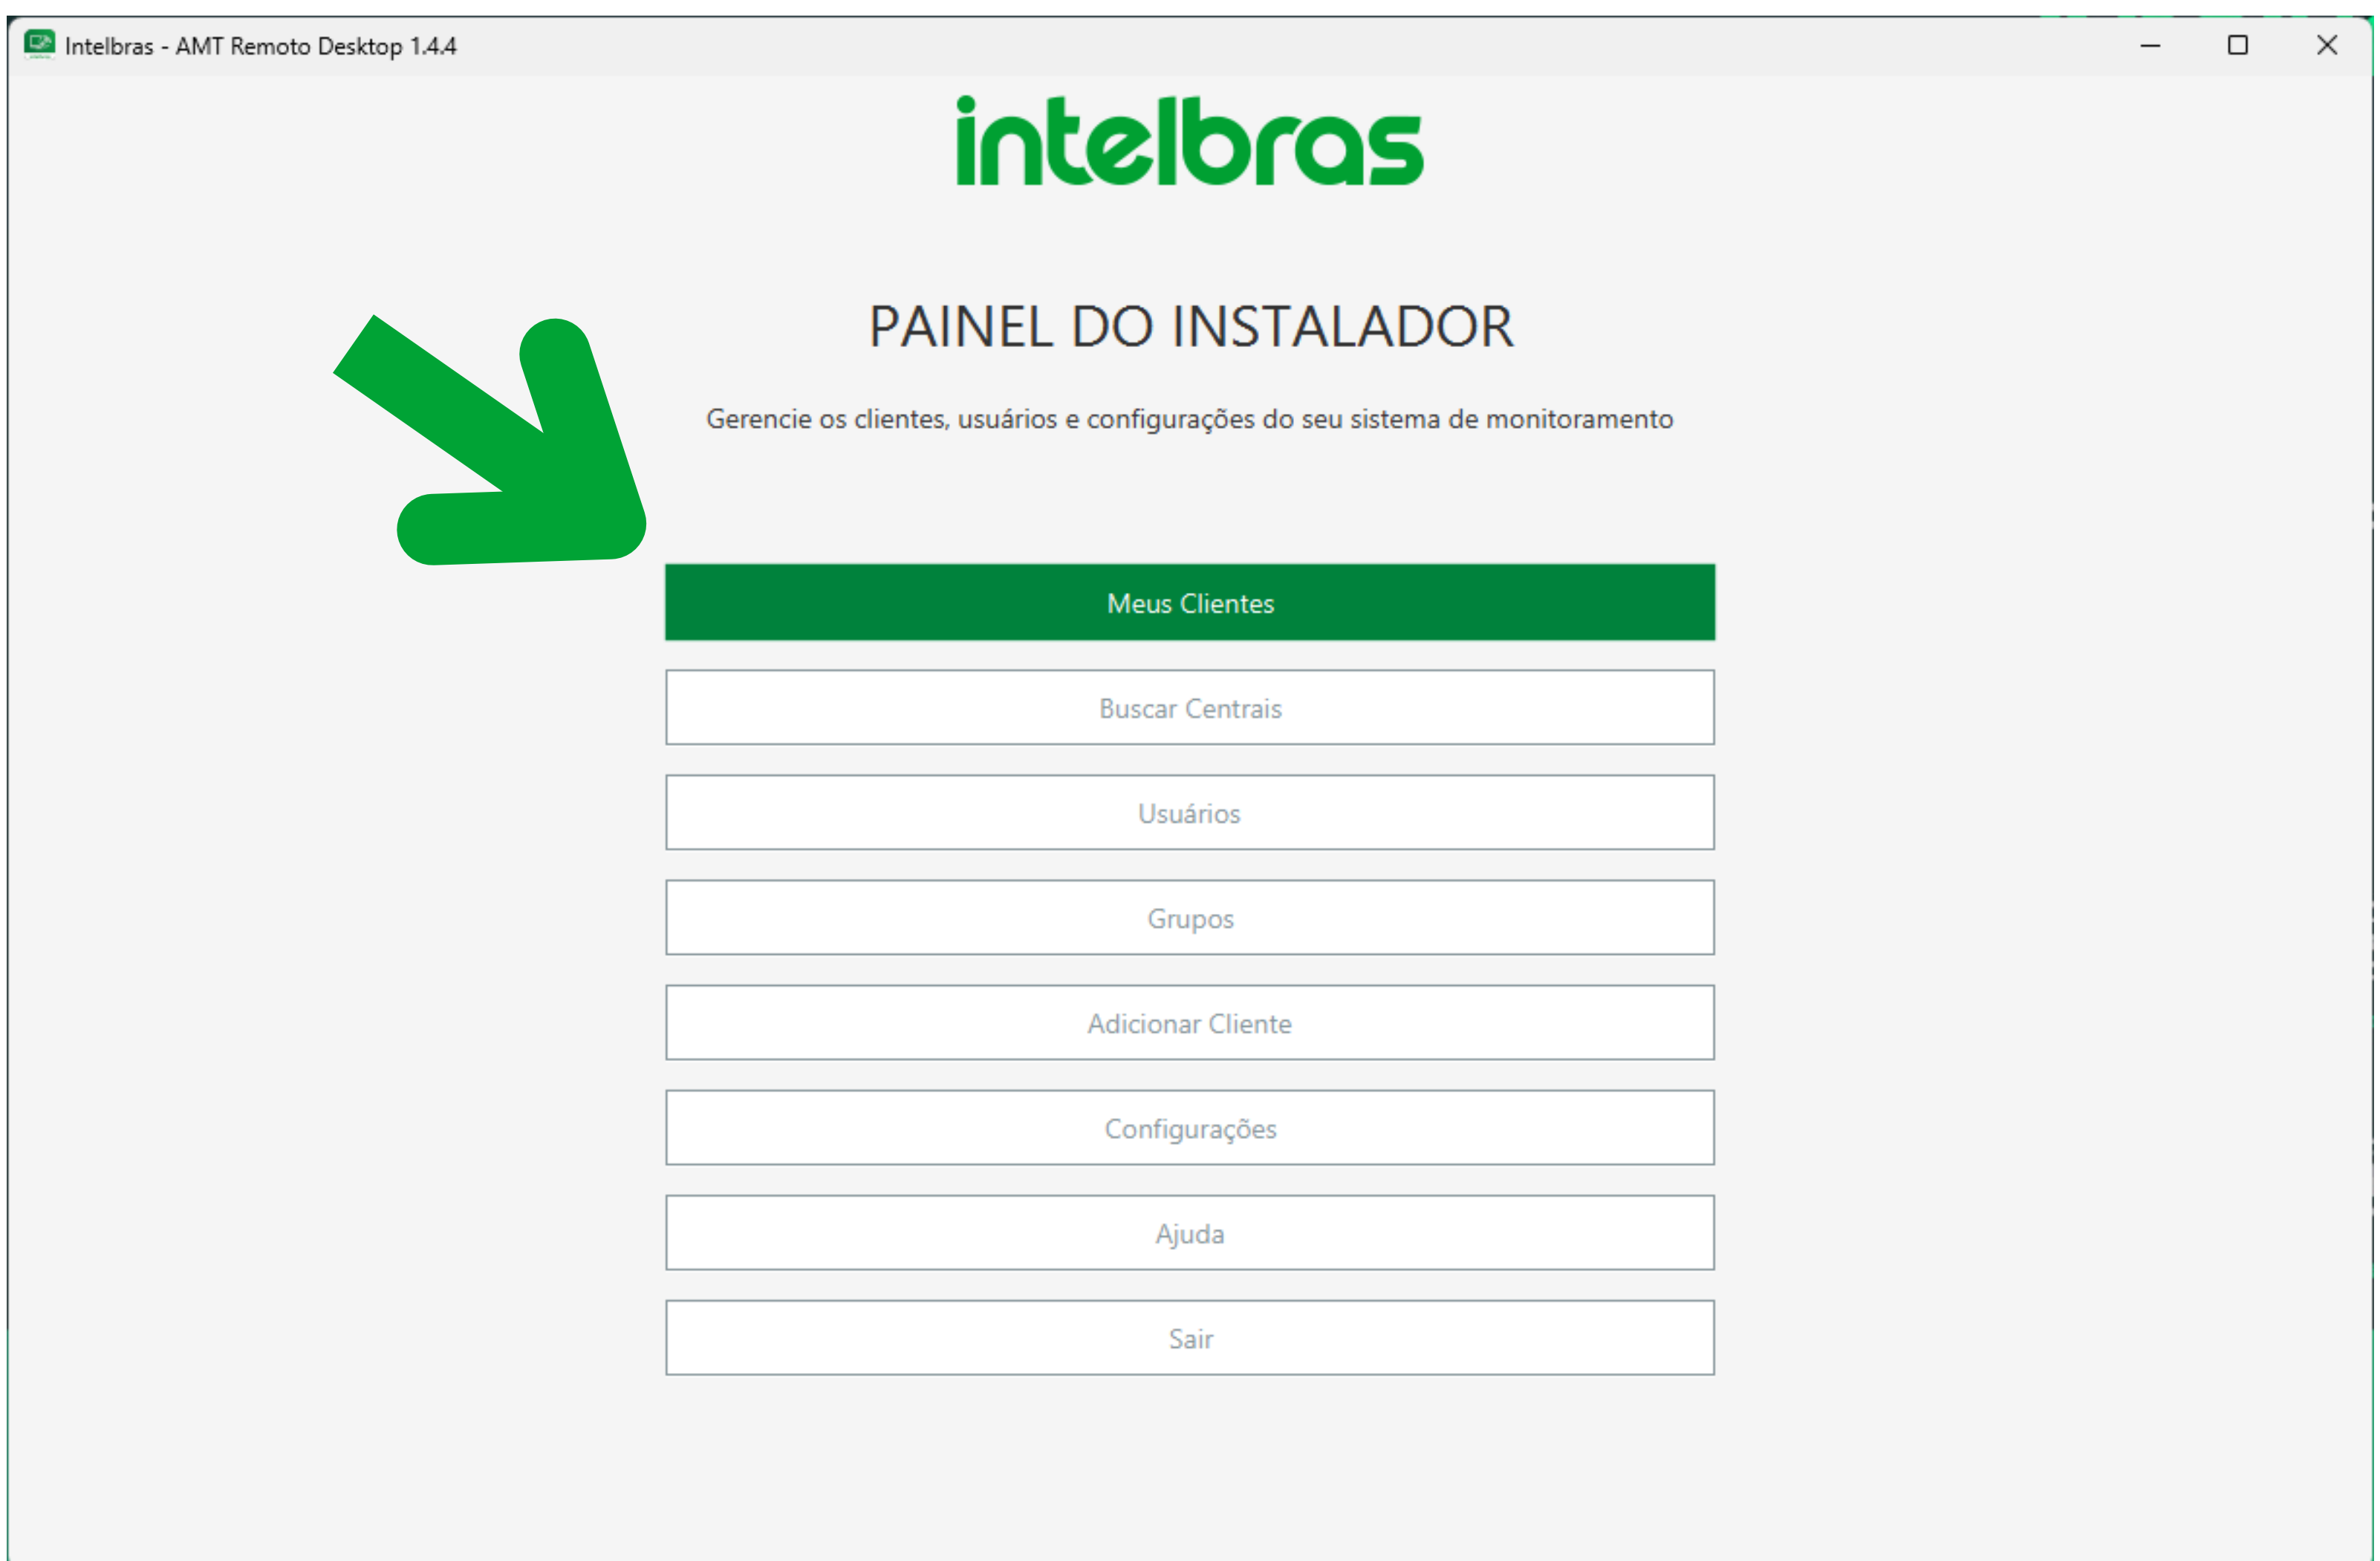 Intelbras - AMT Remoto Desktop 1.4.4
intelbras
PAINEL DO INSTALADOR
Gerencie os clientes, usuários e configurações do seu sistema de monitoramento
Meus Clientes
Buscar Centrais
Usuários
Grupos
Adicionar Cliente
Configurações
Ajuda
Sair